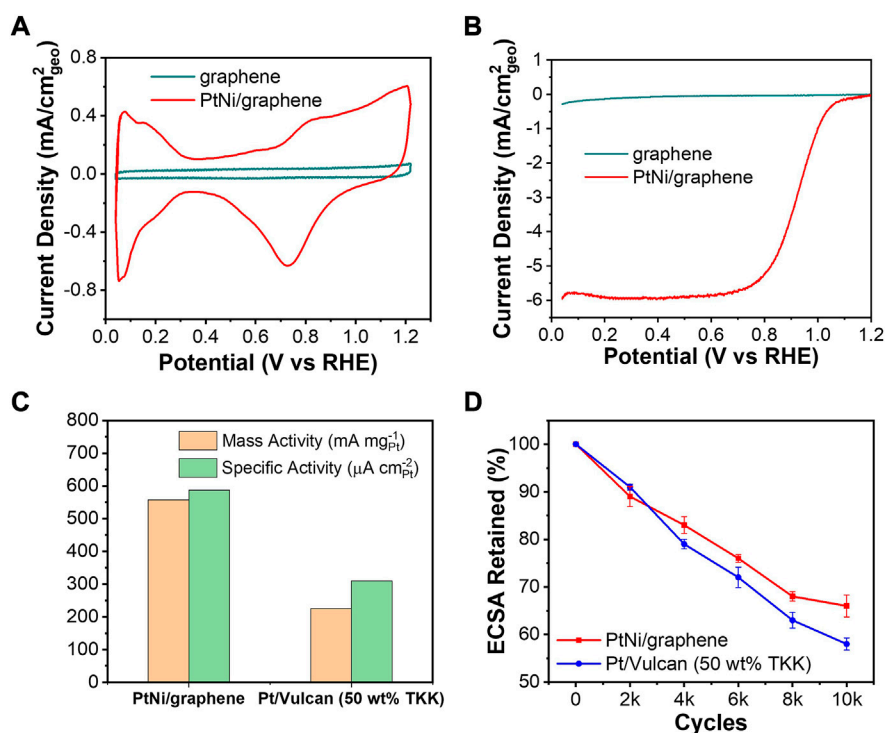 A
graphene
PtNi/graphene
0.8
0.4
0.0
-0.4
-0.8
Current Density (mA/cm²geo)
0.0 0.2 0.4 0.6 0.8 1.0 1.2
Potential (V vs RHE)
B
graphene
PtNi/graphene
1
0
-1
-2
-3
-4
-5
-6
Current Density (mA/cm²geo)
0.0 0.2 0.4 0.6 0.8 1.0 1.2
Potential (V vs RHE)
C
Mass Activity (mA mg⁻¹Pt)
Specific Activity (μA cm⁻²Pt)
800
700
600
500
400
300
200
100
0
PtNi/graphene Pt/Vulcan (50 wt% TKK)
D
100
90
80
70
60
50
ECSA Retained (%)
PtNi/graphene
Pt/Vulcan (50 wt% TKK)
0 2k 4k 6k 8k 10k
Cycles